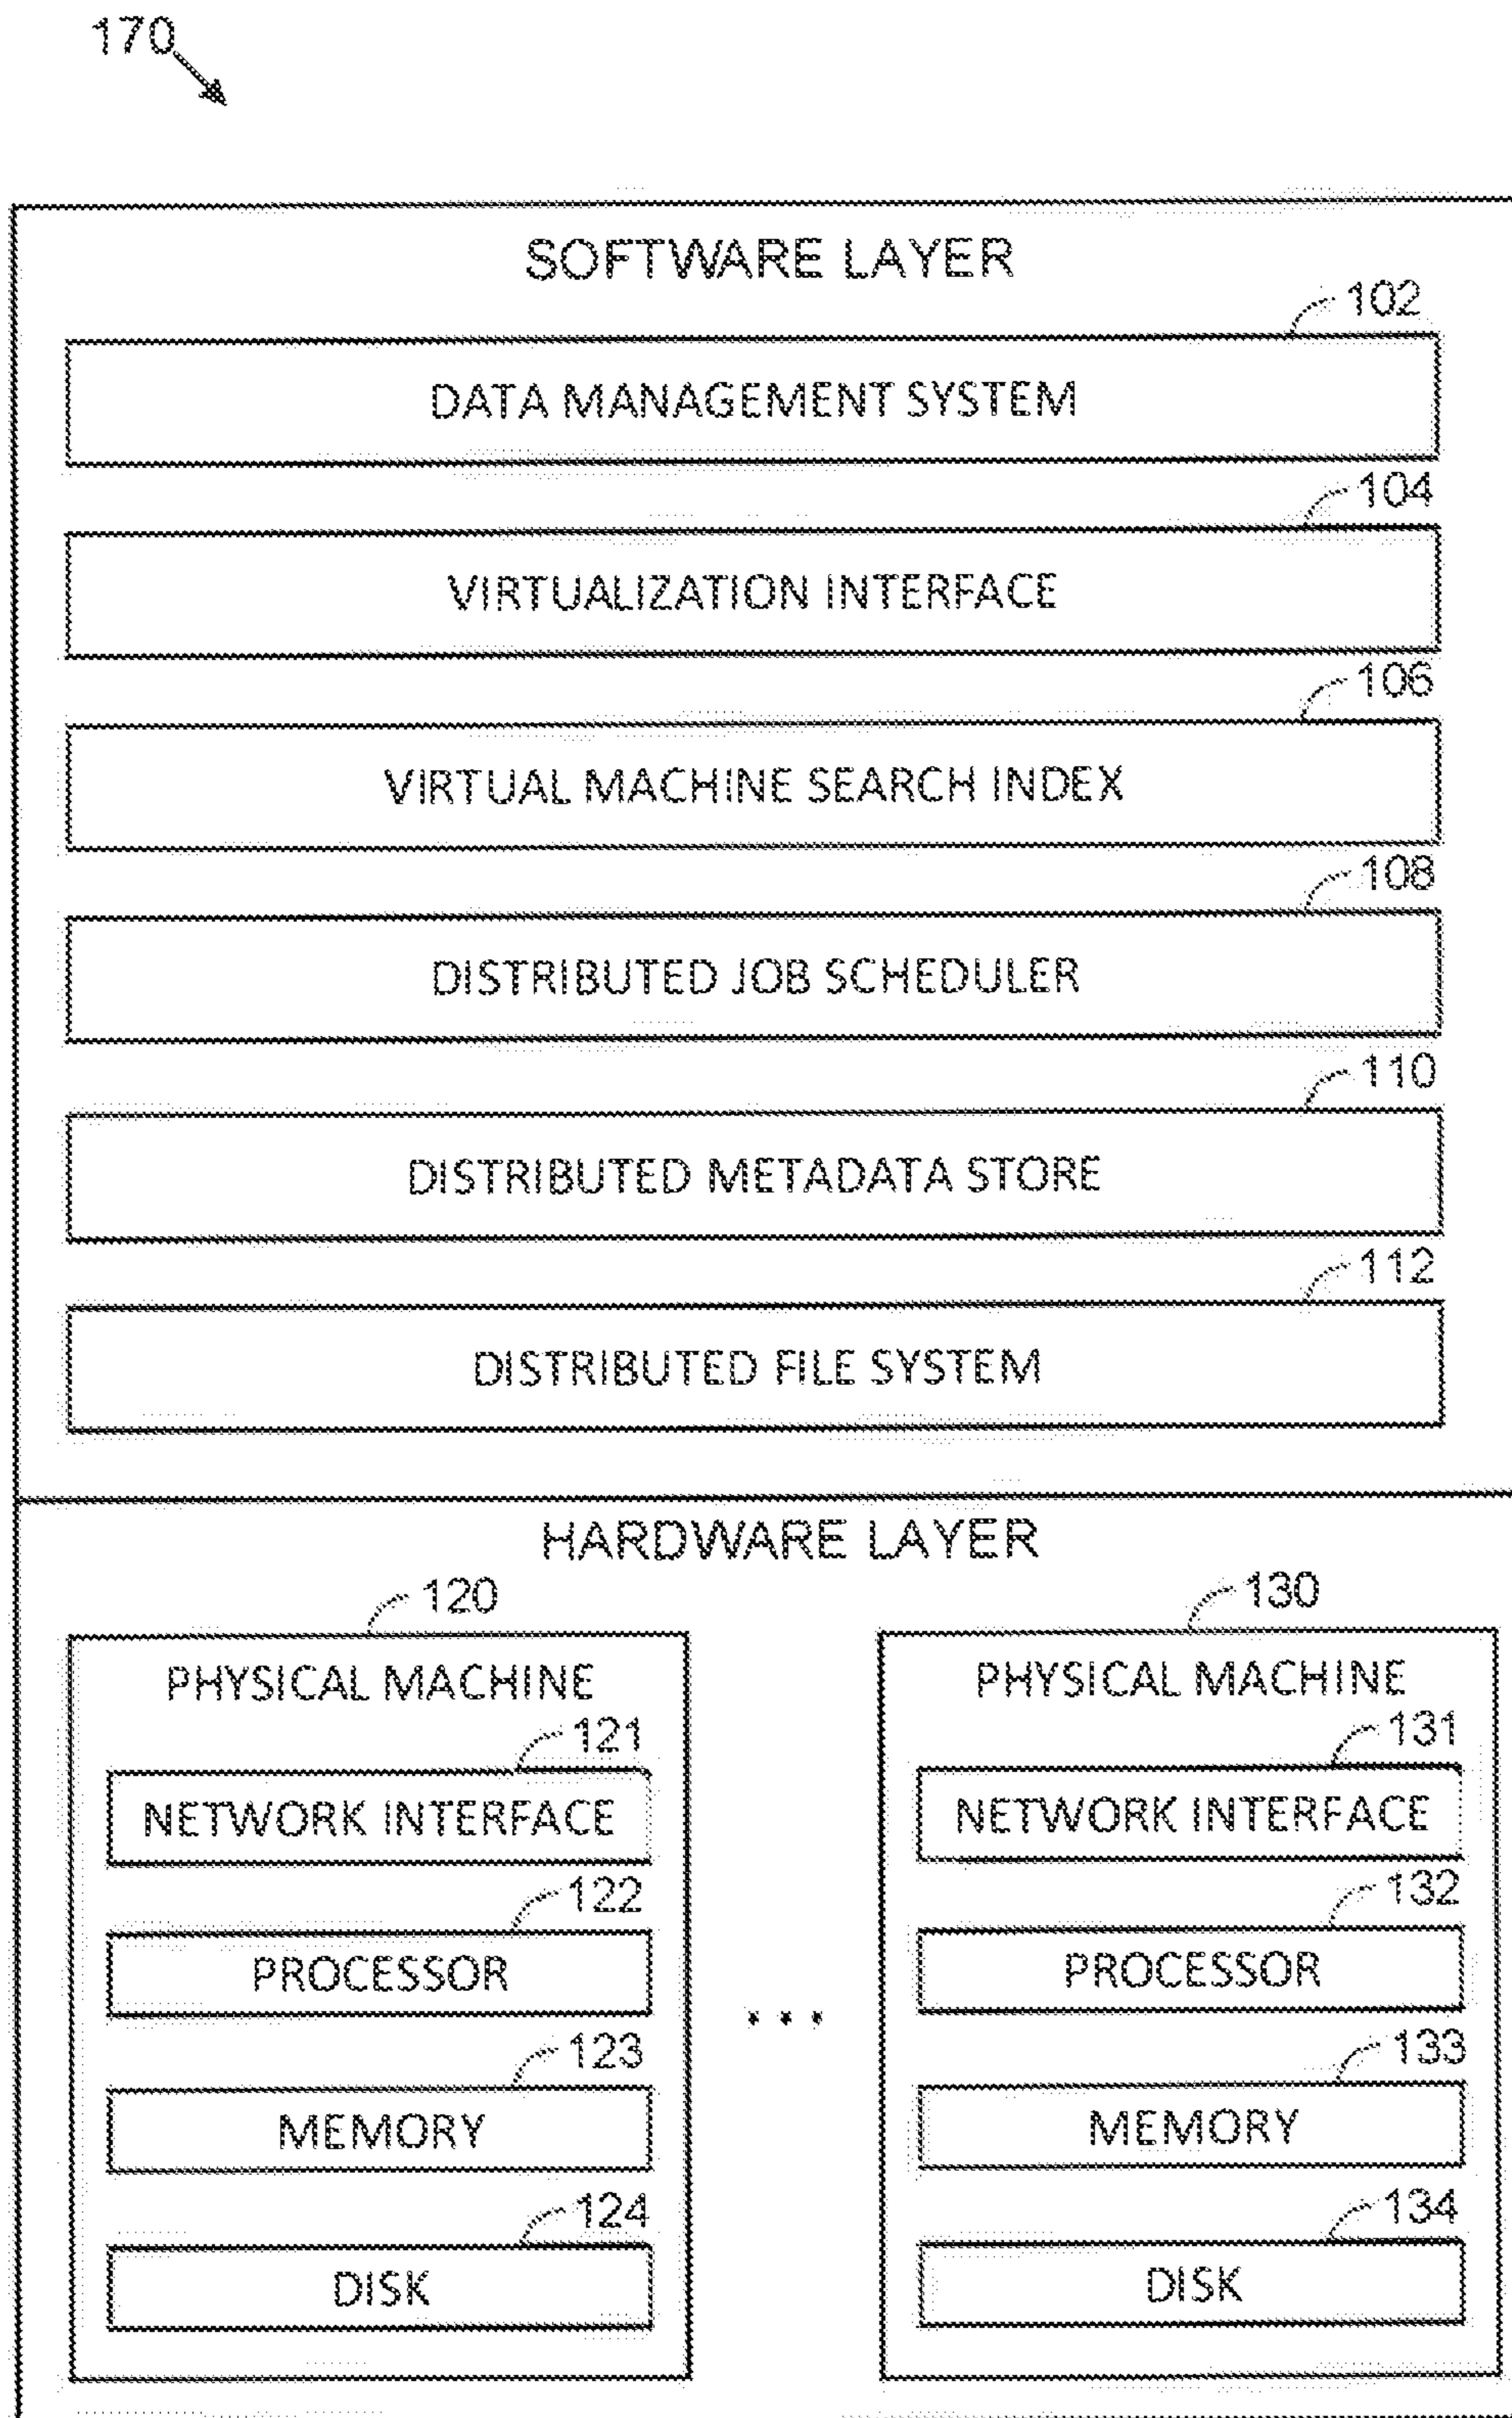 170
SOFTWARE LAYER
102
DATA MANAGEMENT SYSTEM
104
VIRTUALIZATION INTERFACE
106
VIRTUAL MACHINE SEARCH INDEX
108
DISTRIBUTED JOB SCHEDULER
110
DISTRIBUTED METADATA STORE
112
DISTRIBUTED FILE SYSTEM
HARDWARE LAYER
120
PHYSICAL MACHINE
121
NETWORK INTERFACE
122
PROCESSOR
123
MEMORY
124
DISK
...
130
PHYSICAL MACHINE
131
NETWORK INTERFACE
132
PROCESSOR
133
MEMORY
134
DISK